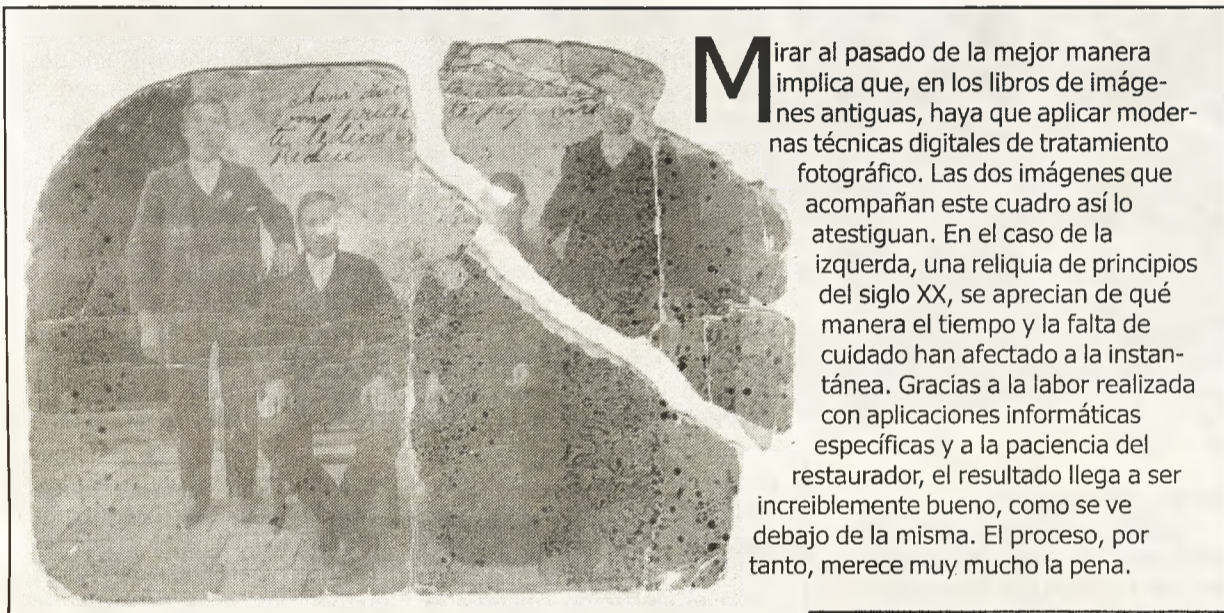 Mirar al pasado de la mejor manera
implica que, en los libros de imáge-
nes antiguas, haya que aplicar moder-
nas técnicas digitales de tratamiento
fotográfico. Las dos imágenes que
acompañan este cuadro así lo
atestiguan. En el caso de la
izquerda, una reliquia de principios
del siglo XX, se aprecian de qué
manera el tiempo y la falta de
cuidado han afectado a la instan-
tánea. Gracias a la labor realizada
con aplicaciones informáticas
específicas y a la paciencia del
restaurador, el resultado llega a ser
increiblemente bueno, como se ve
debajo de la misma. El proceso, por
tanto, merece muy mucho la pena.